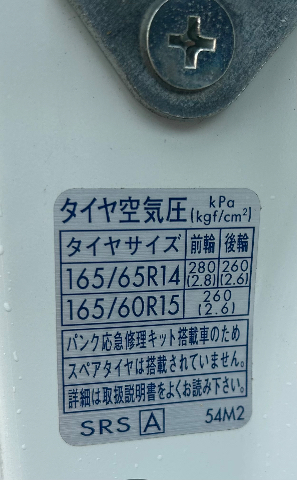 タイヤ空気圧 kPa (kgf/cm²)
タイヤサイズ 前輪 後輪
165/65R14 280 (2.8) 260 (2.6)
165/60R15 260 (2.6)
パンク応急修理キット搭載車のため
スペアタイヤは搭載されていません。
詳細は取扱説明書をよくお読み下さい。
SRS A 54M2